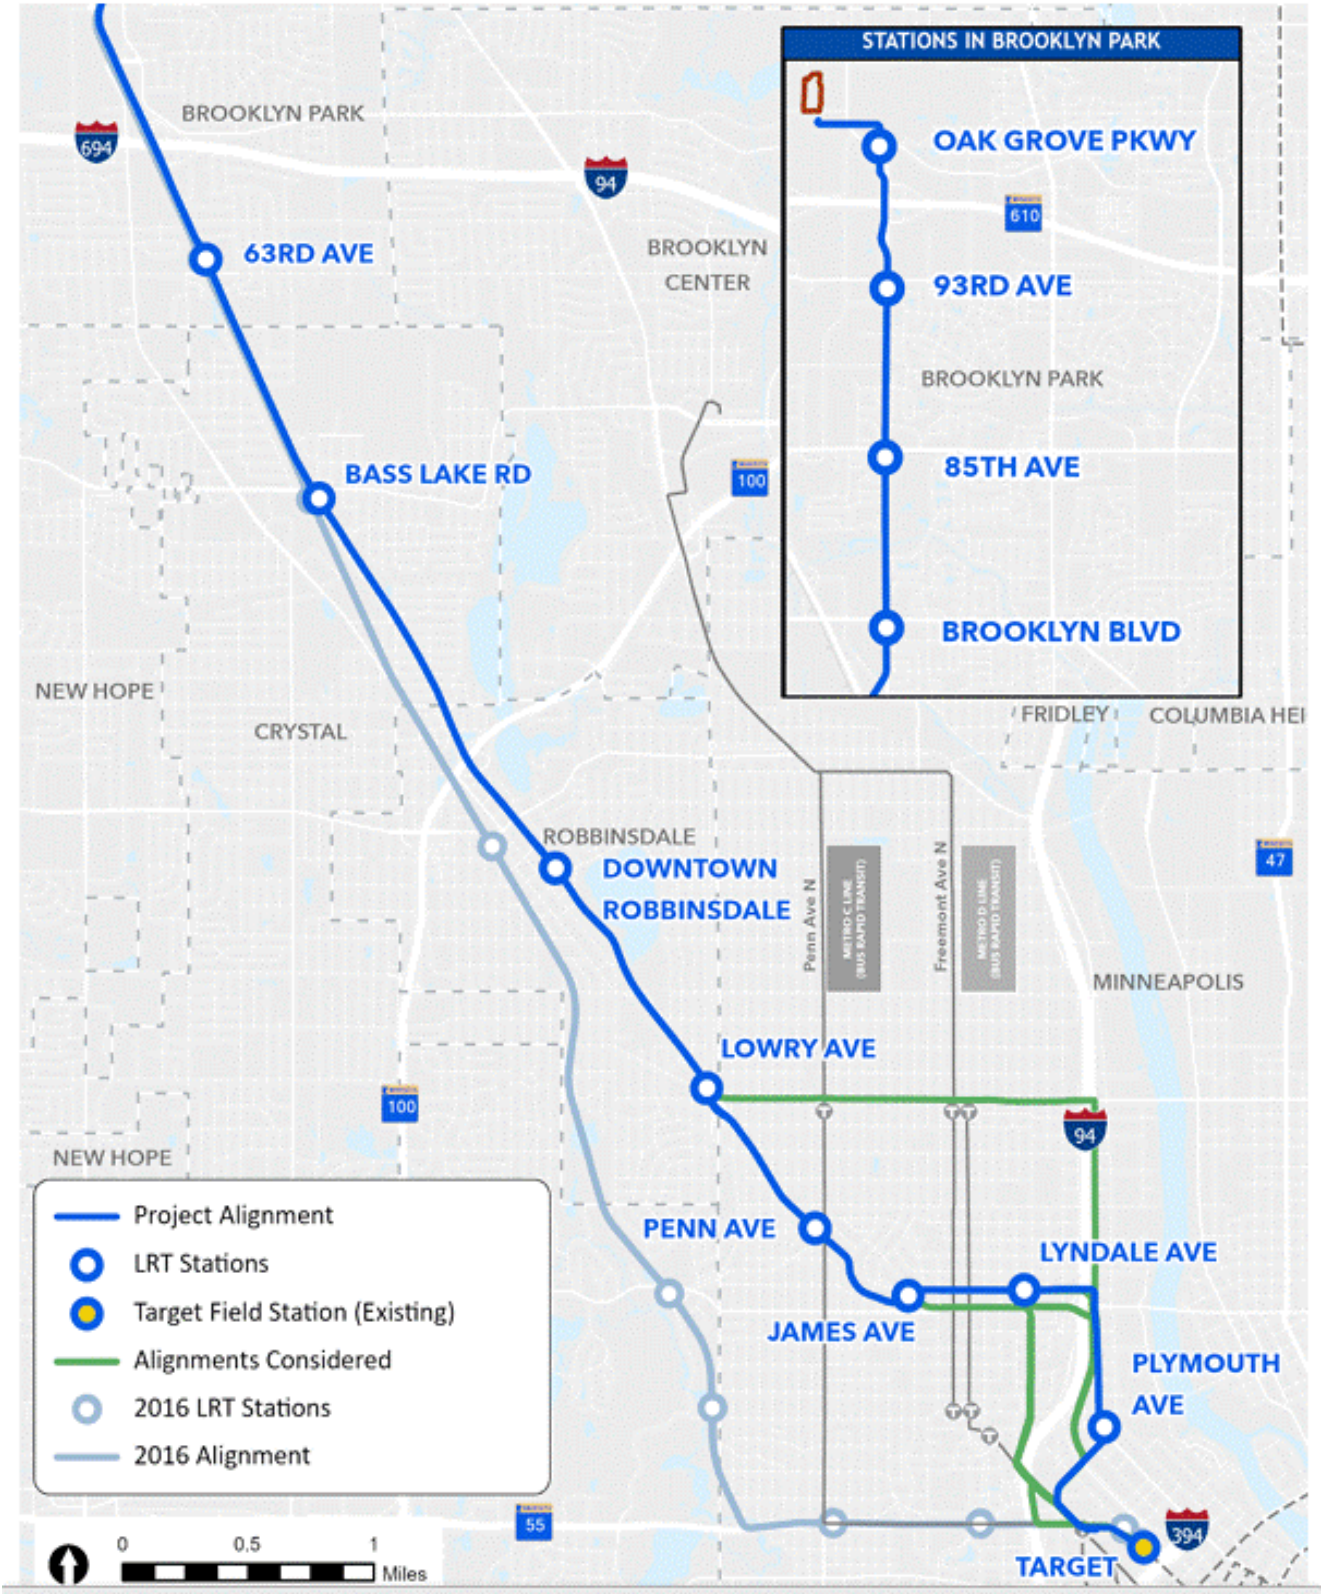 STATIONS IN BROOKLYN PARK
OAK GROVE PKWY
610
93RD AVE
BROOKLYN PARK
85TH AVE
BROOKLYN BLVD
BROOKLYN PARK
694
94
63RD AVE
BROOKLYN
CENTER
BASS LAKE RD
100
NEW HOPE
CRYSTAL
FRIDLEY
COLUMBIA HEI
ROBBINSDALE
DOWNTOWN
ROBBINSDALE
47
Penn Ave N
METRO C LINE
(BUS RAPID TRANSIT)
Freemont Ave N
METRO D LINE
(BUS RAPID TRANSIT)
MINNEAPOLIS
LOWRY AVE
100
94
NEW HOPE
PENN AVE
LYNDALE AVE
JAMES AVE
PLYMOUTH
AVE
Project Alignment
LRT Stations
Target Field Station (Existing)
Alignments Considered
2016 LRT Stations
2016 Alignment
T
T
T
T
T
T
55
394
TARGET
0
0.5
1
Miles